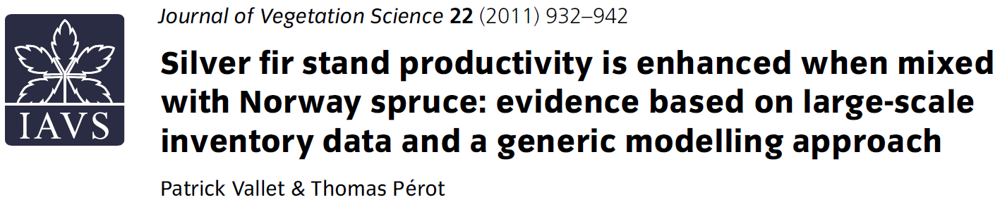 Journal of Vegetation Science 22 (2011) 932–942
Silver fir stand productivity is enhanced when mixed
with Norway spruce: evidence based on large-scale
inventory data and a generic modelling approach
IAVS
Patrick Vallet & Thomas Pérot